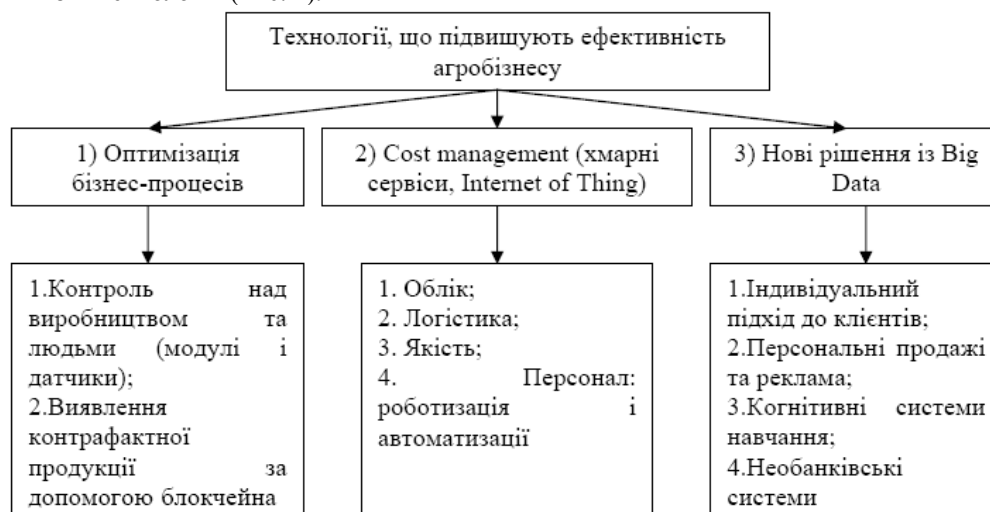 Технології, що підвищують ефективність
агробізнесу
1) Оптимізація
бізнес-процесів
2) Cost management (хмарні
сервіси, Internet of Thing)
3) Нові рішення із Big
Data
1.Контроль над
виробництвом та
людьми (модулі і
датчики);
2.Виявлення
контрафактної
продукції за
допомогою блокчейна
1. Облік;
2. Логістика;
3. Якість;
4. Персонал:
роботизація і
автоматизації
1.Індивідуальний
підхід до клієнтів;
2.Персональні продажі
та реклама;
3.Когнітивні системи
навчання;
4.Необанківські
системи